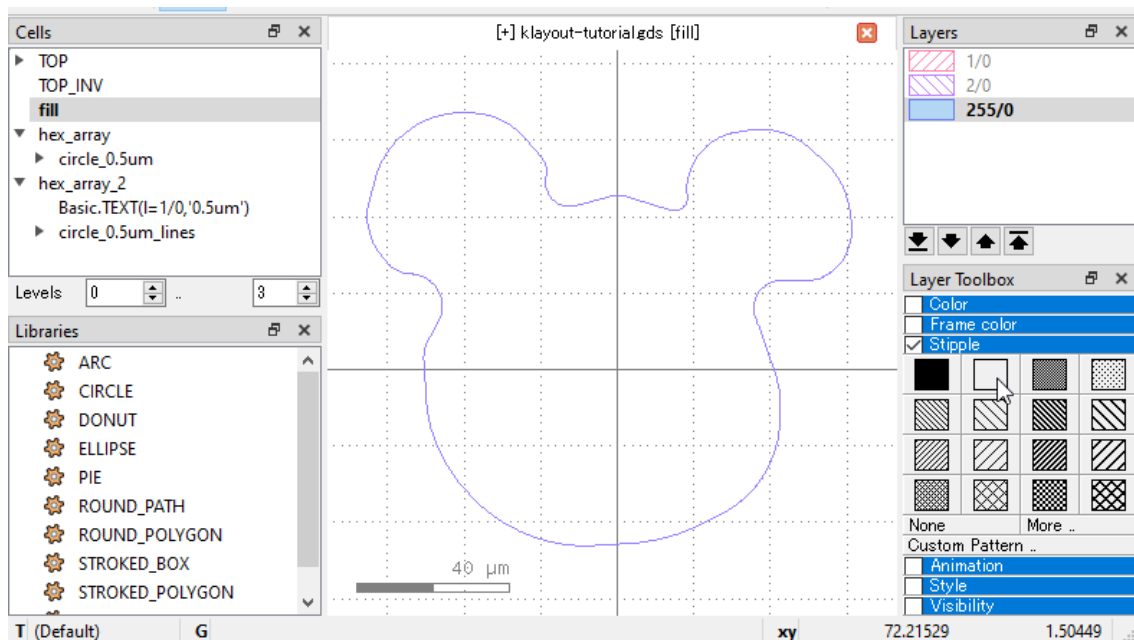 Cells
[+] klayout-tutorial.gds [fill]
Layers
TOP
TOP_INV
fill
hex_array
circle_0.5um
hex_array_2
Basic.TEXT(l=1/0,'0.5um')
circle_0.5um_lines
1/0
2/0
255/0
Levels
0
..
3
Libraries
ARC
CIRCLE
DONUT
ELLIPSE
PIE
ROUND_PATH
ROUND_POLYGON
STROKED_BOX
STROKED_POLYGON
40 μm
Layer Toolbox
Color
Frame color
Stipple
None
More ..
Custom Pattern ..
Animation
Style
Visibility
T (Default)
G
xy
72.21529
1.50449